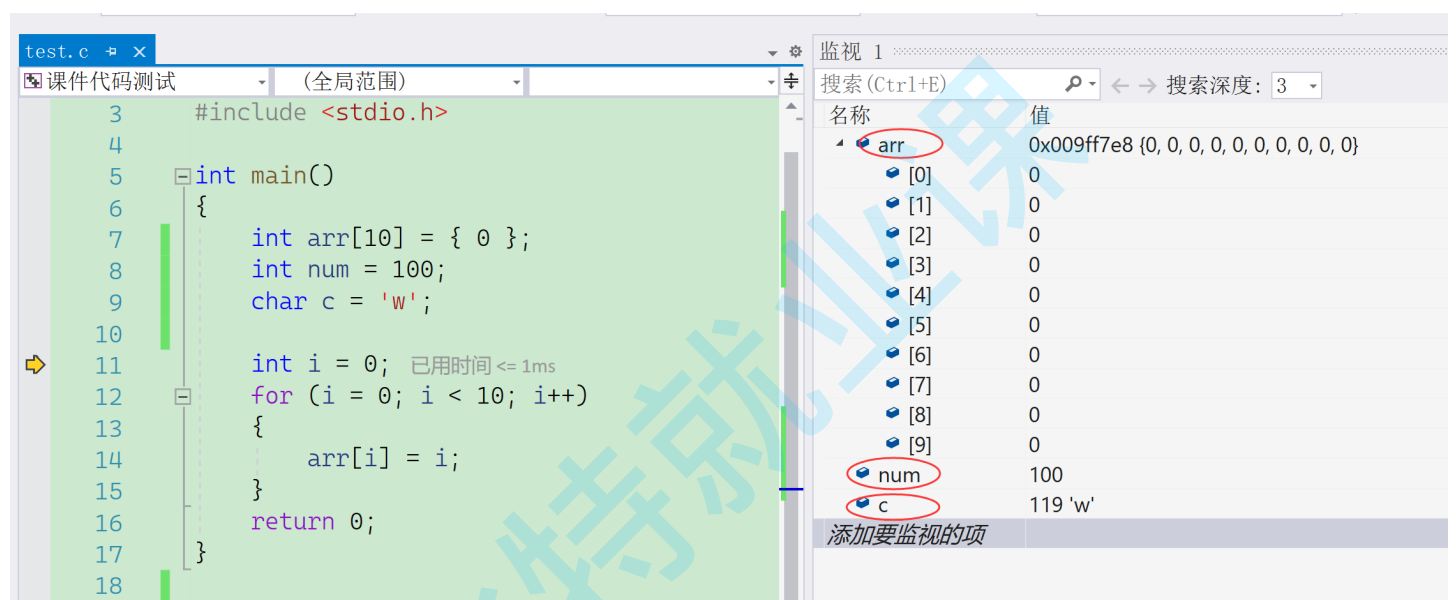 test.c
课件代码测试
(全局范围)
3 #include <stdio.h>
4
5 int main()
6 {
7 int arr[10] = { 0 };
8 int num = 100;
9 char c = 'w';
10
11 int i = 0; 已用时间 <= 1ms
12 for (i = 0; i < 10; i++)
13 {
14 arr[i] = i;
15 }
16 return 0;
17 }
18
监视 1
搜索(Ctrl+E)
搜索深度: 3
名称 值
arr 0x009ff7e8 {0, 0, 0, 0, 0, 0, 0, 0, 0, 0}
[0] 0
[1] 0
[2] 0
[3] 0
[4] 0
[5] 0
[6] 0
[7] 0
[8] 0
[9] 0
num 100
c 119 'w'
添加要监视的项
特就业课